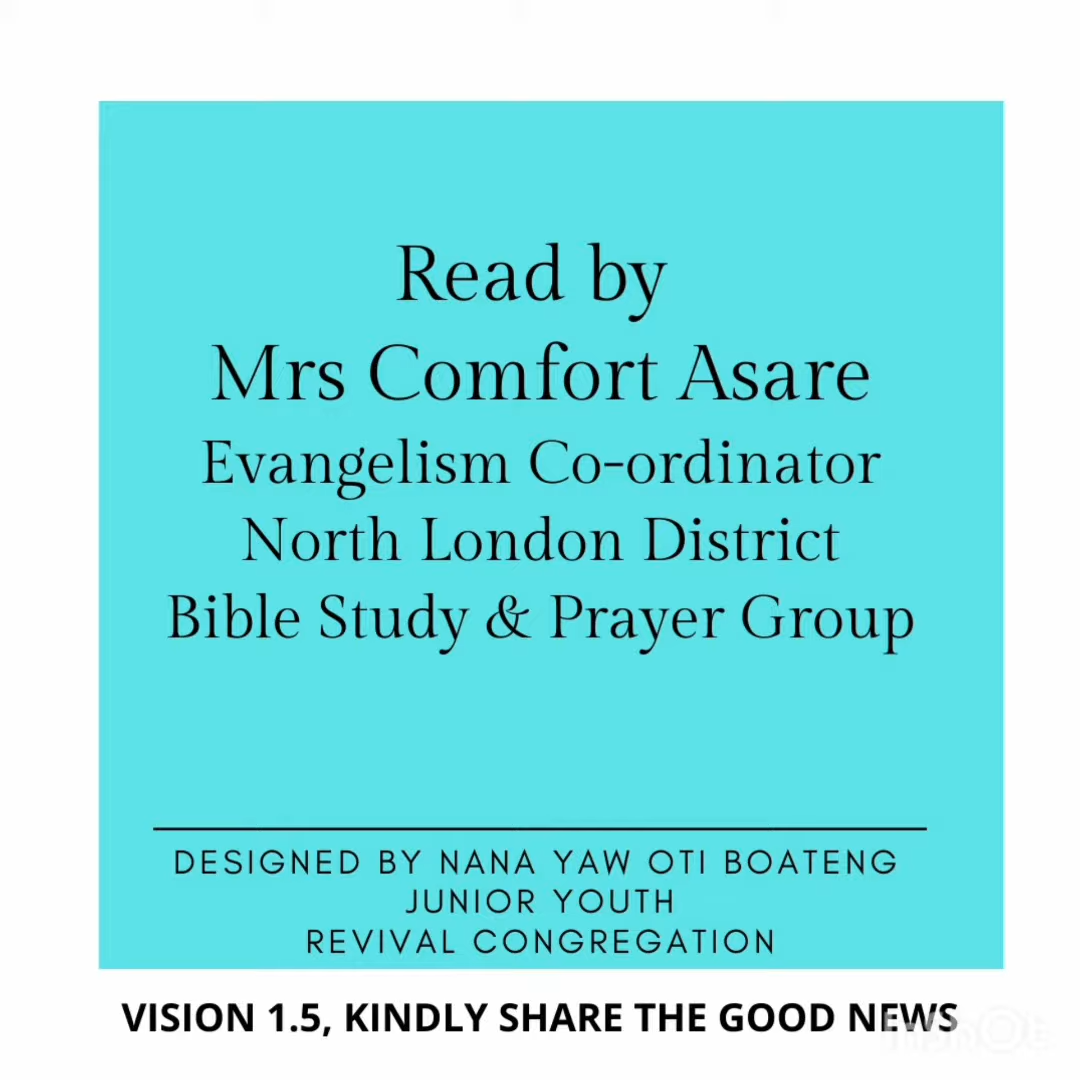 Read by
Mrs Comfort Asare
Evangelism Co-ordinator
North London District
Bible Study & Prayer Group
DESIGNED BY NANA YAW OTI BOATENG
JUNIOR YOUTH
REVIVAL CONGREGATION
VISION 1.5, KINDLY SHARE THE GOOD NEWS
InShOt